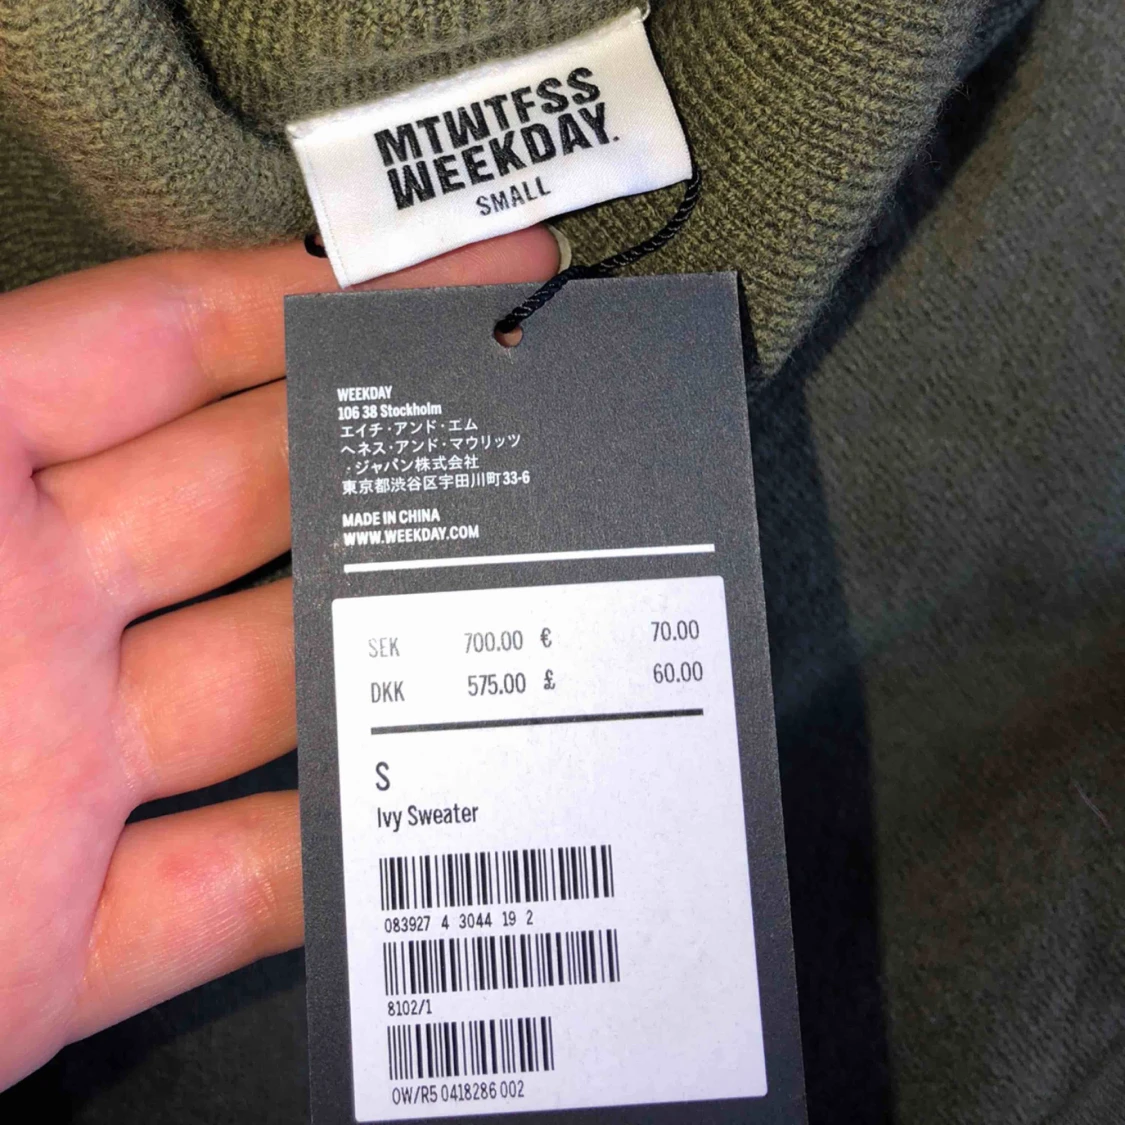 MTWTFSS
WEEKDAY.
SMALL
WEEKDAY
106 38 Stockholm
エイチ・アンド・エム
ヘネス・アンド・マウリッツ
・ジャパン株式会社
東京都渋谷区宇田川町33-6
MADE IN CHINA
WWW.WEEKDAY.COM
SEK 700.00 € 70.00
DKK 575.00 £ 60.00
S
Ivy Sweater
083927 4 3044 19 2
8102/1
OW/R5 0418286 002